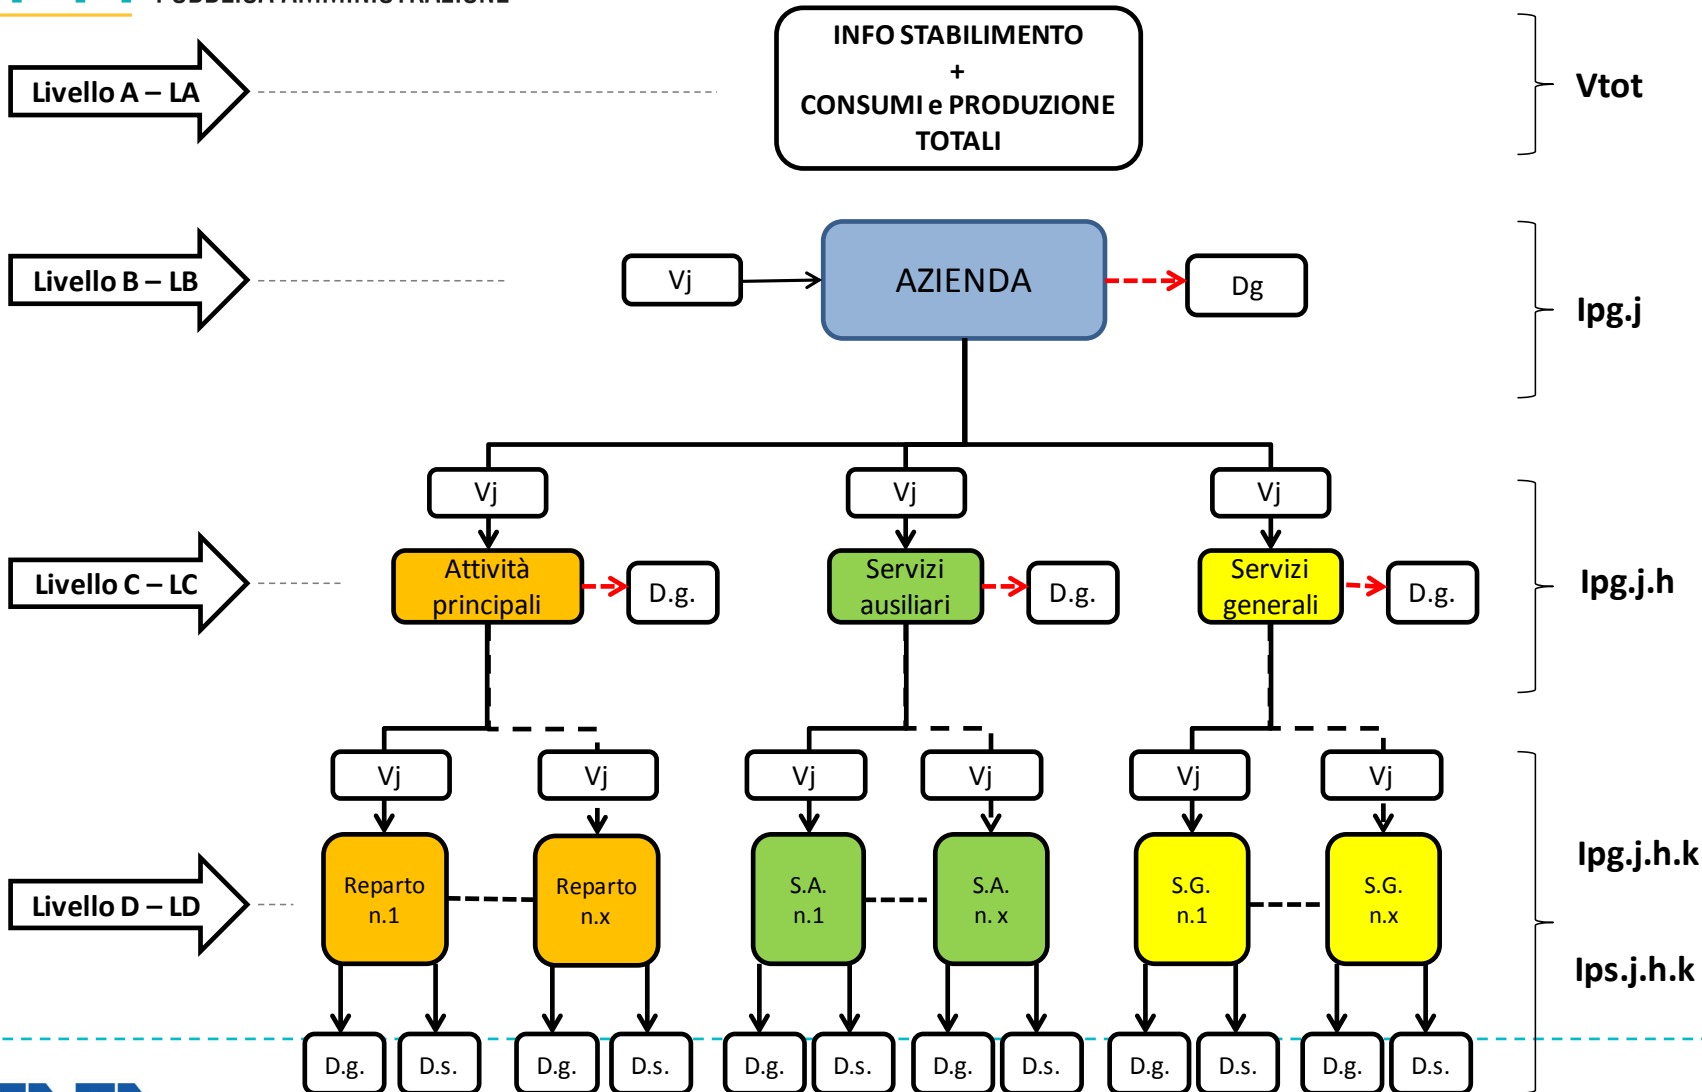 PUBBLICA AMMINISTRAZIONE
INFO STABILIMENTO
+
CONSUMI e PRODUZIONE
TOTALI
Livello A – LA
Vtot
Livello B – LB
Vj
AZIENDA
Dg
Ipg.j
Vj
Vj
Vj
Livello C – LC
Attività
principali
D.g.
Servizi
ausiliari
D.g.
Servizi
generali
D.g.
Ipg.j.h
Vj
Vj
Vj
Vj
Vj
Vj
Livello D – LD
Reparto
n.1
Reparto
n.x
S.A.
n.1
S.A.
n. x
S.G.
n.1
S.G.
n.x
Ipg.j.h.k
Ips.j.h.k
D.g.
D.s.
D.g.
D.s.
D.g.
D.s.
D.g.
D.s.
D.g.
D.s.
D.g.
D.s.